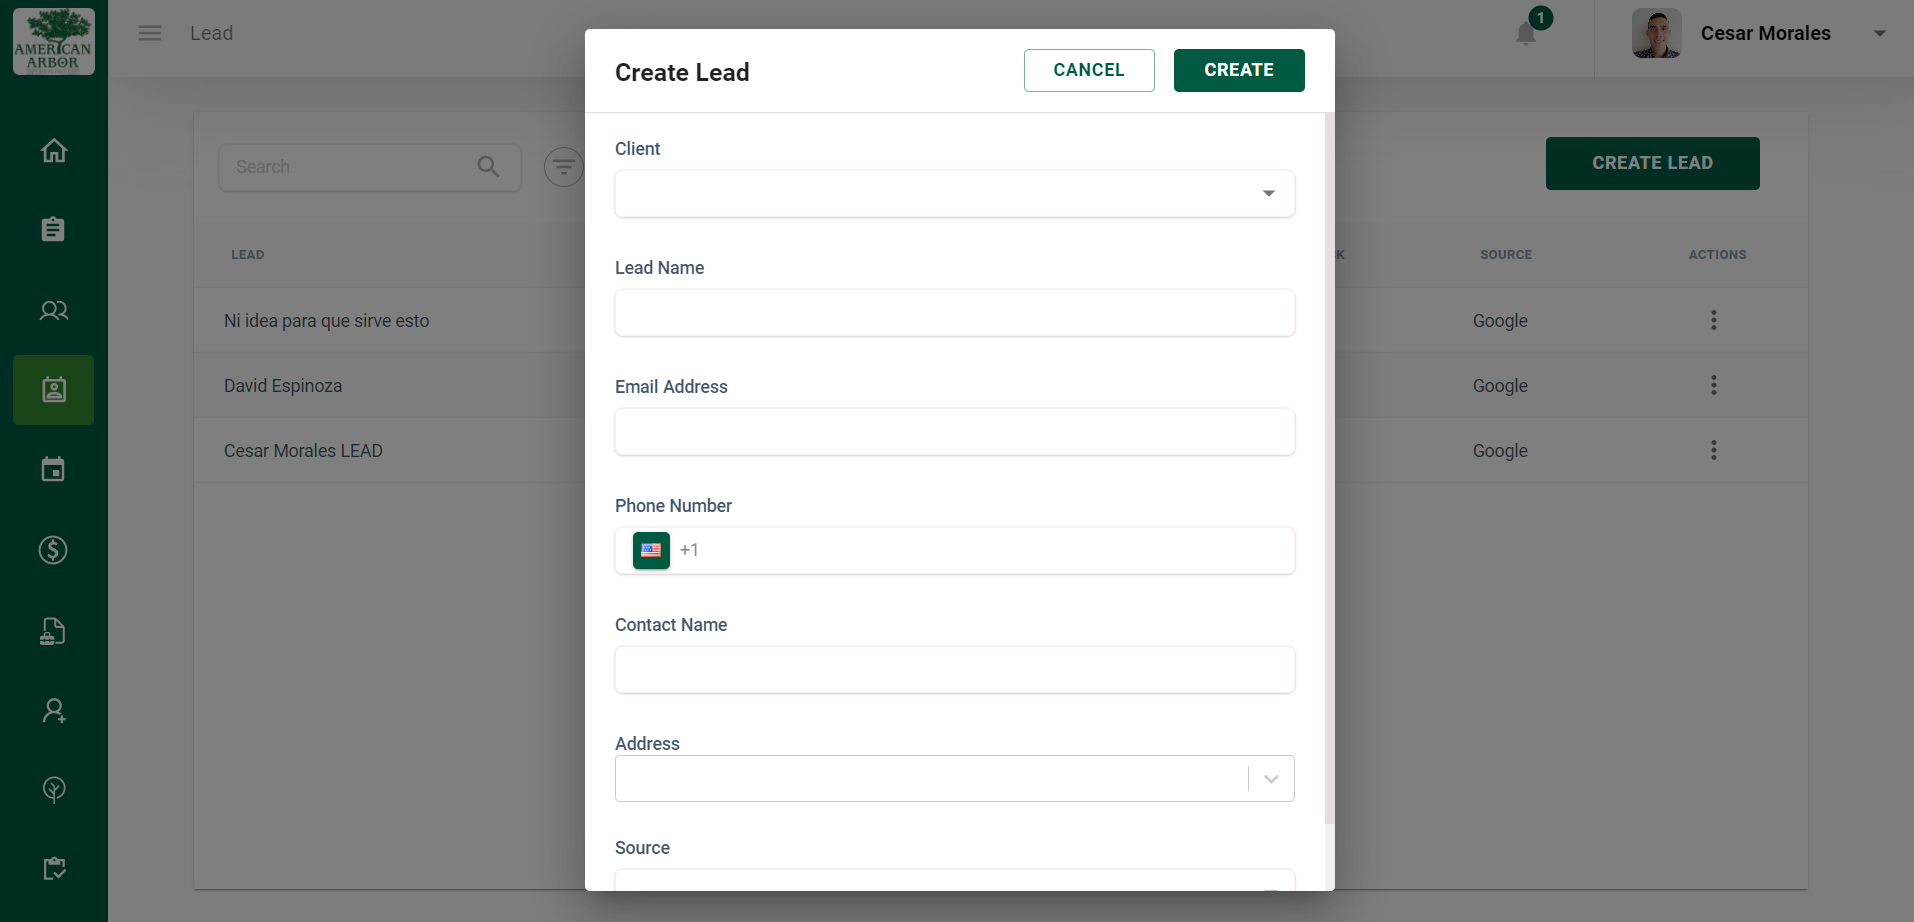 AMERICAN
ARBOR
Lead
1
Cesar Morales
Create Lead
CANCEL
CREATE
Search
CREATE LEAD
Client
Lead Name
Email Address
Phone Number
+1
Contact Name
Address
Source
LEAD
SOURCE
ACTIONS
Ni idea para que sirve esto
Google
David Espinoza
Google
Cesar Morales LEAD
Google